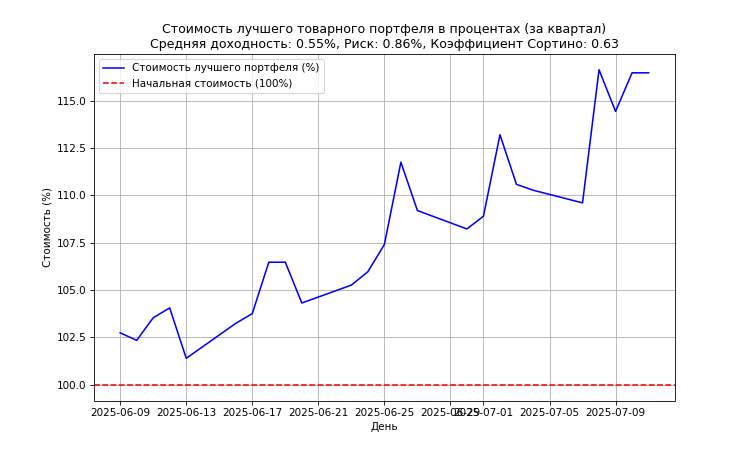 Стоимость лучшего товарного портфеля в процентах (за квартал)
Средняя доходность: 0.55%, Риск: 0.86%, Коэффициент Сортино: 0.63
Стоимость лучшего портфеля (%)
Начальная стоимость (100%)
115.0
112.5
110.0
107.5
105.0
102.5
100.0
Стоимость (%)
2025-06-09 2025-06-13 2025-06-17 2025-06-21 2025-06-25 2025-06-29 2025-07-01 2025-07-05 2025-07-09
День